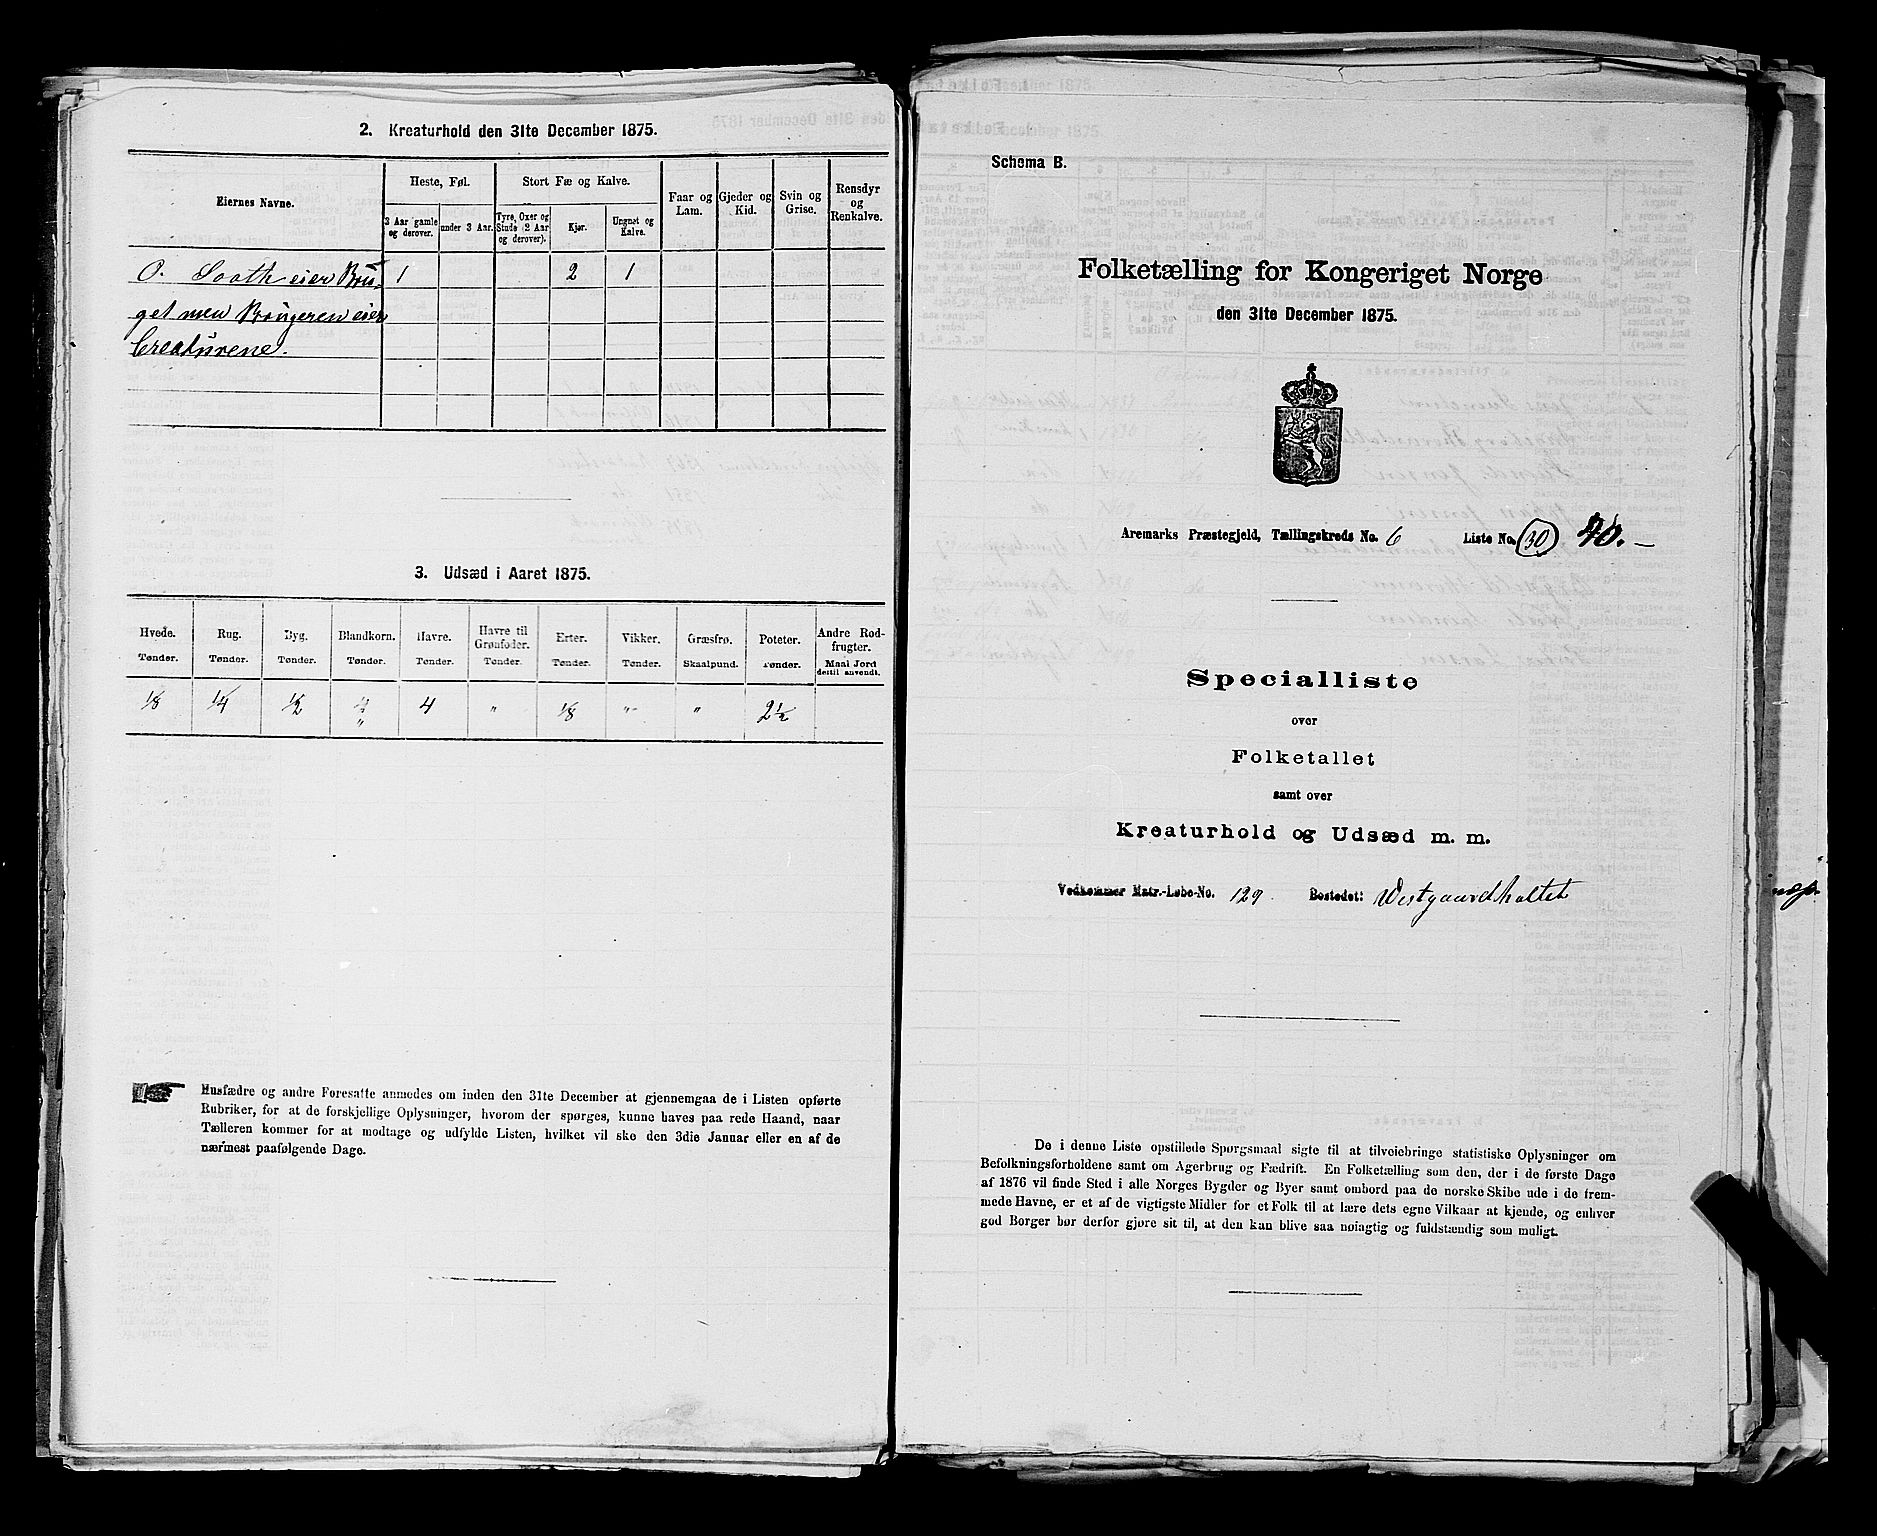 2. Kreaturhold den 31te December 1875.
Eiernes Navne.
Heste, Føl.
3 Aar gamle og derover.
under 3 Aar.
Stort Fæ og Kalve.
Tyre, Oxer og Stude (2 Aar og derover).
Kjør.
Ungnøt og Kalve.
Faar og Lam.
Gjeder og Kid.
Svin og Grise.
Rensdyr og Renkalve.
O. Saath eier Bru- 1 2 1
get men Brugeren eier
Creaturene.
3. Udsæd i Aaret 1875.
Hvede. Rug. Byg. Blandkorn. Havre. Havre til Grønfoder. Erter. Vikker. Græsfrø. Poteter. Andre Rodfrugter.
Tønder. Tønder. Tønder. Tønder. Tønder. Tønder. Tønder. Tønder. Skaalpund. Tønder. Maal Jord dertil anvendt.
1/8 1/4 1/2 " 4 " 1/8 " " 2 1/2
Husfædre og andre Foresatte anmodes om inden den 31te December at gjennemgaa de i Listen opførte
Rubriker, for at de forskjellige Oplysninger, hvorom der spørges, kunne haves paa rede Haand, naar
Tælleren kommer for at modtage og udfylde Listen, hvilket vil ske den 3die Januar eller en af de
nærmest paafølgende Dage.
Schema B.
Folketælling for Kongeriget Norge
den 31te December 1875.
Aremarks Præstegjeld, Tællingskreds No. 6 Liste No. 30 40.
Specialliste
over
Folketallet
samt over
Kreaturhold og Udsæd m. m.
Vedkommer Matr.-Løbe-No. 129. Bostedet: Westgaardholtet
De i denne Liste opstillede Spørgsmaal sigte til at tilveiebringe statistiske Oplysninger om
Befolkningsforholdene samt om Agerbrug og Fædrift. En Folketælling som den, der i de første Dage
af 1876 vil finde Sted i alle Norges Bygder og Byer samt ombord paa de norske Skibe ude i de frem-
mede Havne, er et af de vigtigste Midler for et Folk til at lære dets egne Vilkaar at kjende, og enhver
god Borger bør derfor gjøre sit til, at den kan blive saa nøiagtig og fuldstændig som muligt.